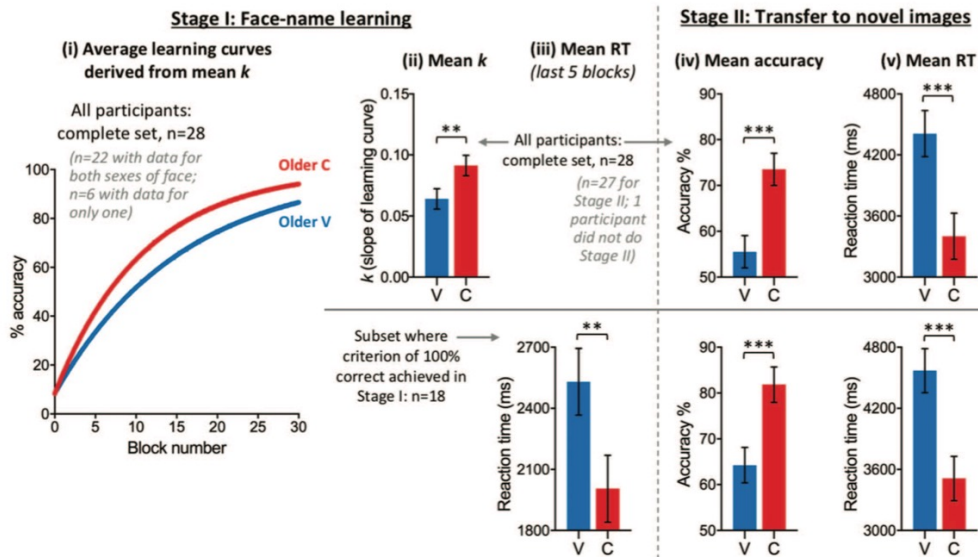 Stage I: Face-name learning
Stage II: Transfer to novel images
(i) Average learning curves
derived from mean k
All participants:
complete set, n=28
(n=22 with data for
both sexes of face;
n=6 with data for
only one)
Older C
Older V
% accuracy
100
80
60
40
20
0
0 5 10 15 20 25 30
Block number
(ii) Mean k
**
k (slope of learning curve)
0.15
0.10
0.05
0.00
V C
(iii) Mean RT
(last 5 blocks)
All participants:
complete set, n=28
(n=27 for
Stage II; 1
participant
did not do
Stage II)
(iv) Mean accuracy
***
Accuracy %
90
80
70
60
50
V C
(v) Mean RT
***
Reaction time (ms)
4800
4200
3600
3000
V C
Subset where
criterion of 100%
correct achieved in
Stage I: n=18
**
Reaction time (ms)
2700
2400
2100
1800
V C
***
Accuracy %
90
80
70
60
50
V C
***
Reaction time (ms)
4800
4200
3600
3000
V C